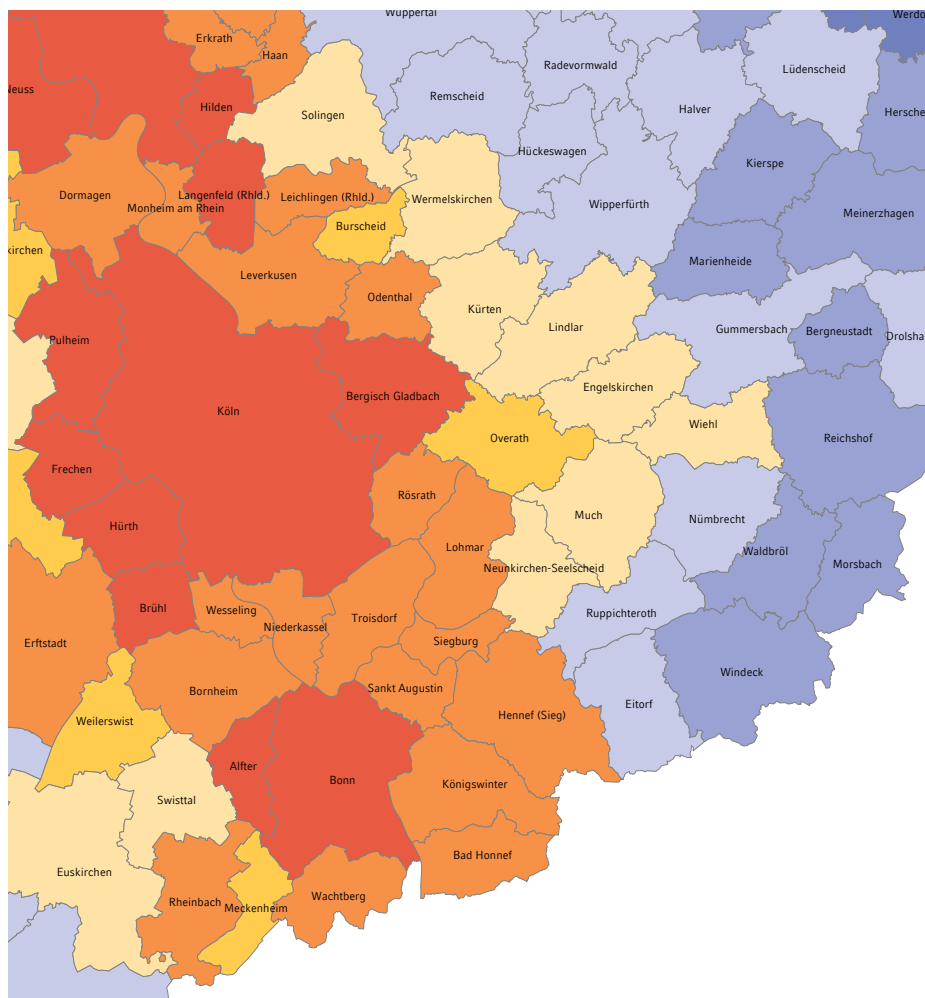 Wuppertal
Erkrath
Haan
Radevormwald
Lüdenscheid
Neuss
Hilden
Solingen
Remscheid
Halver
Hückeswagen
Kierspe
Dormagen
Langenfeld (Rhld.)
Monheim am Rhein
Leichlingen (Rhld.)
Wermelskirchen
Wipperfürth
Meinerzhagen
kirchen
Burscheid
Marienheide
Leverkusen
Odenthal
Kürten
Lindlar
Gummersbach
Bergneustadt
Drolsha
Pulheim
Köln
Bergisch Gladbach
Engelskirchen
Wiehl
Overath
Reichshof
Frechen
Rösrath
Hürth
Much
Nümbrecht
Lohmar
Waldbröl
Neunkirchen-Seelscheid
Morsbach
Brühl
Wesseling
Niederkassel
Troisdorf
Ruppichteroth
Erftstadt
Siegburg
Bornheim
Sankt Augustin
Windeck
Weilerswist
Hennef (Sieg)
Eitorf
Alfter
Bonn
Königswinter
Swisttal
Bad Honnef
Euskirchen
Rheinbach
Meckenheim
Wachtberg
Werdo
Hersche